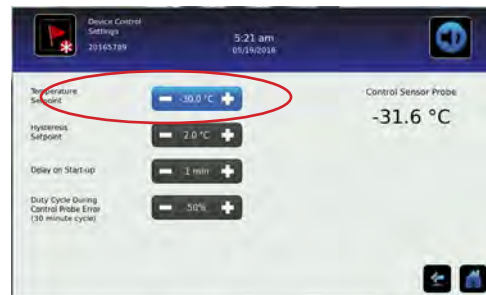 Device Control
Settings
20165789
5:21 am
05/19/2016
Temperature
Setpoint
-30.0 °C
Control Sensor Probe
-31.6 °C
Hysteresis
Setpoint
2.0 °C
Delay on Start-up
1 min
Duty Cycle During
Control Probe Error
(30 minute cycle)
50%